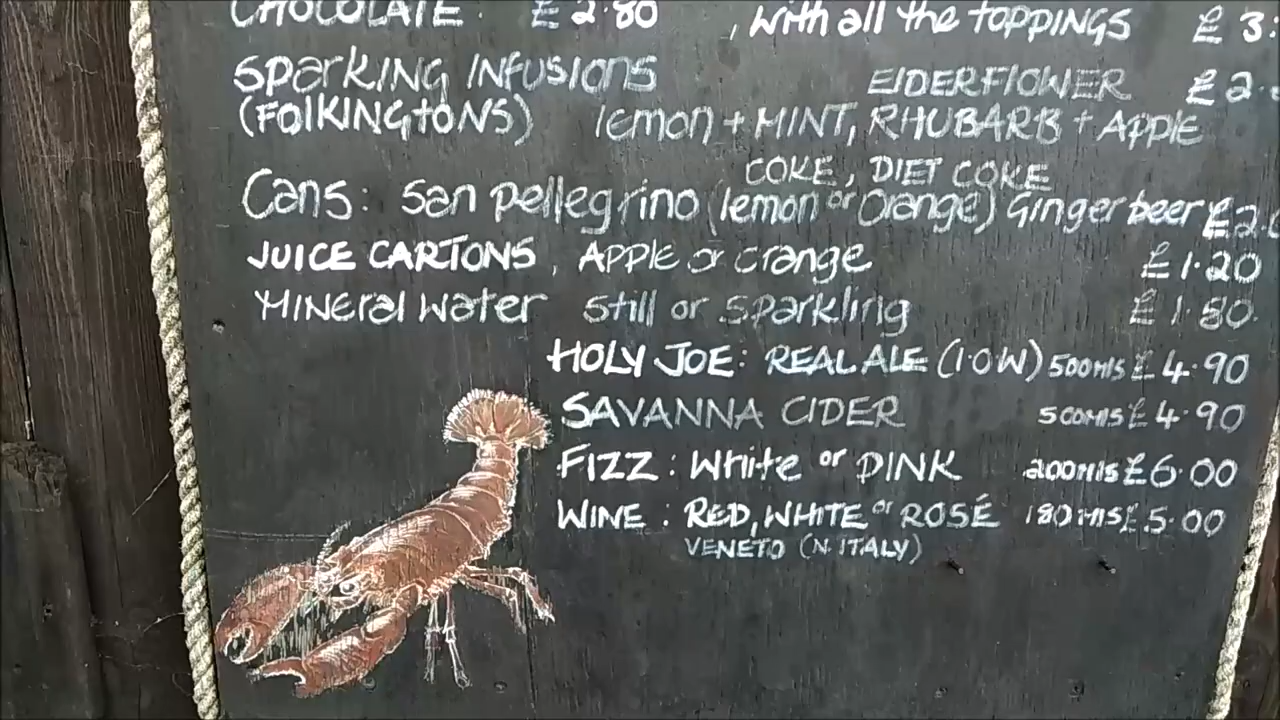 CHOCOLATE. £2.80 , with all the TOPPINGS £3.
SPARKING INFUSIONS ELDERFLOWER £2.
(FOLKINGTONS) lemon + MINT, RHUBARB + APPLE
COKE, DIET COKE
Cans: San Pellegrino (lemon or Orange) Ginger beer £2.
JUICE CARTONS, APPLE or orange £1.20
MINeral water still or sparkling £1.80.
HOLY JOE: REAL ALE (I.O.W) 500mls £4.90
SAVANNA CIDER 500mls £4.90
FIZZ: White or PINK 200mls £6.00
WINE: RED, WHITE or ROSÉ 180mls £5.00
VENETO (N. ITALY)